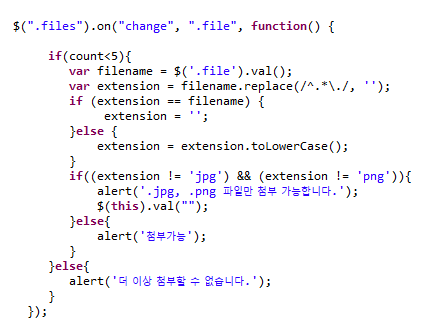 $(".files").on("change", ".file", function() {
if(count<5){
var filename = $('.file').val();
var extension = filename.replace(/^.*\./, '');
if (extension == filename) {
extension = '';
}else {
extension = extension.toLowerCase();
}
if((extension != 'jpg') && (extension != 'png')){
alert('.jpg, .png 파일만 첨부 가능합니다.');
$(this).val("");
}else{
alert('첨부가능');
}
}else{
alert('더 이상 첨부할 수 없습니다.');
}
});